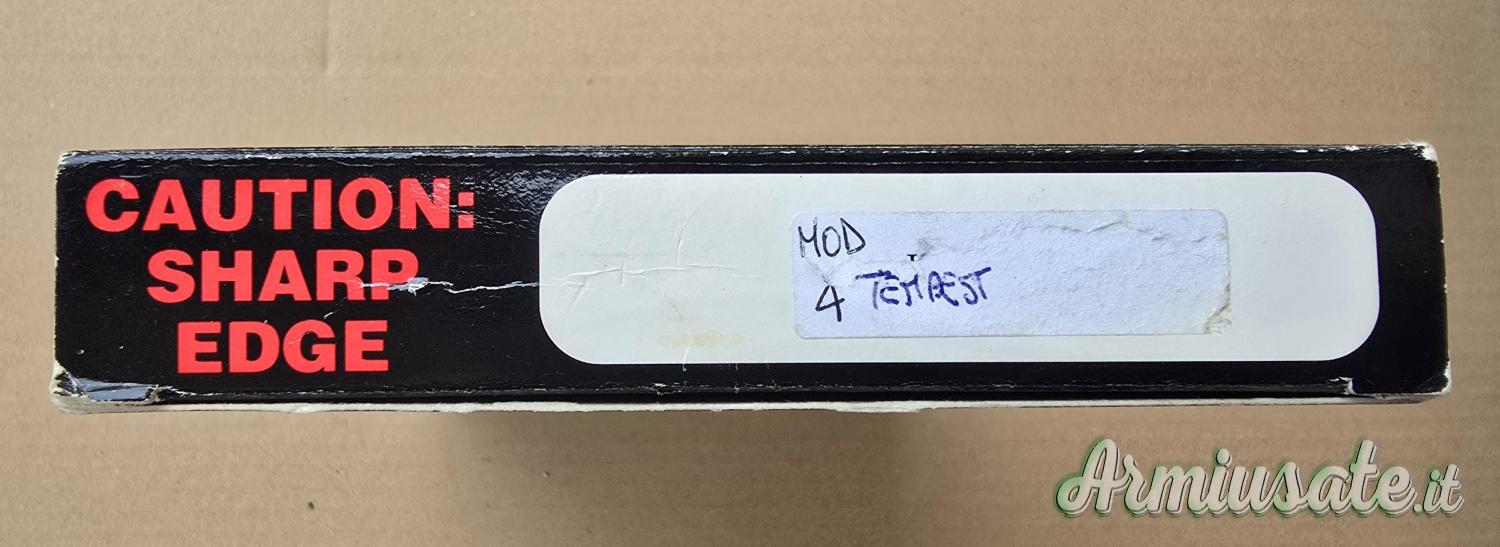 CAUTION:
SHARP
EDGE
MOD
4 TEMPEST
Armiusate.it